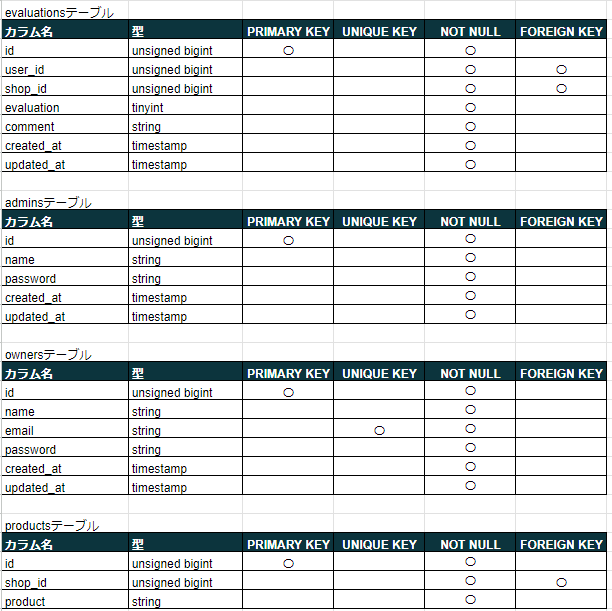 evaluationsテーブル
カラム名 型 PRIMARY KEY UNIQUE KEY NOT NULL FOREIGN KEY
id unsigned bigint ○ ○
user_id unsigned bigint ○ ○
shop_id unsigned bigint ○ ○
evaluation tinyint ○
comment string ○
created_at timestamp ○
updated_at timestamp ○
adminsテーブル
カラム名 型 PRIMARY KEY UNIQUE KEY NOT NULL FOREIGN KEY
id unsigned bigint ○ ○
name string ○
password string ○
created_at timestamp ○
updated_at timestamp ○
ownersテーブル
カラム名 型 PRIMARY KEY UNIQUE KEY NOT NULL FOREIGN KEY
id unsigned bigint ○ ○
name string ○
email string ○ ○
password string ○
created_at timestamp ○
updated_at timestamp ○
productsテーブル
カラム名 型 PRIMARY KEY UNIQUE KEY NOT NULL FOREIGN KEY
id unsigned bigint ○ ○
shop_id unsigned bigint ○ ○
product string ○